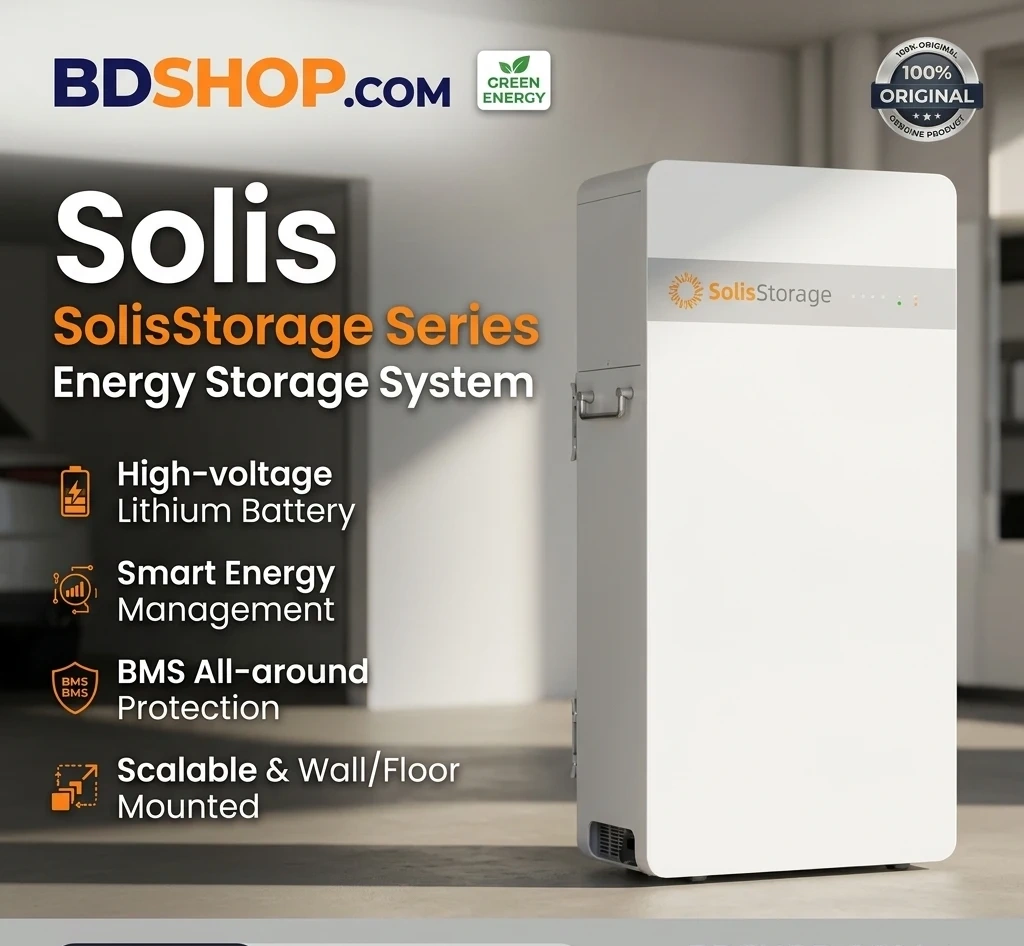 BDSHOP.COM
GREEN
ENERGY
100% ORIGINAL
100%
ORIGINAL
GENUINE PRODUCT
Solis
SolisStorage Series
Energy Storage System
SolisStorage
High-voltage
Lithium Battery
Smart Energy
Management
BMS
BMS
BMS All-around
Protection
Scalable & Wall/Floor
Mounted